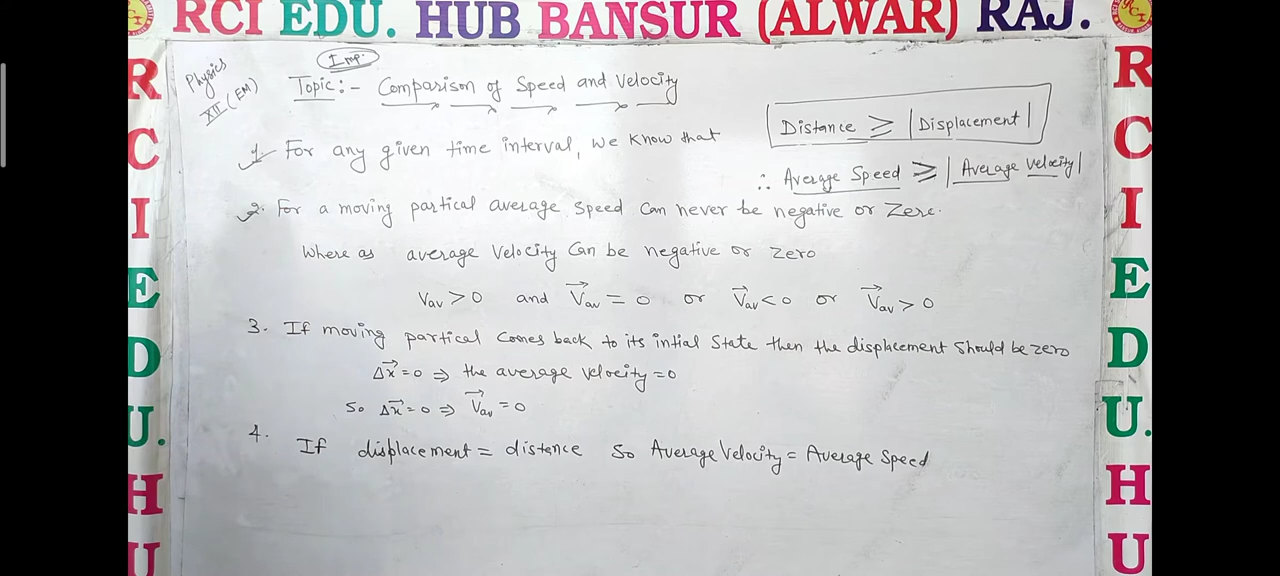 RCI EDU. HUB BANSUR (ALWAR) RAJ.
Physics
XII (EM)
Imp.
Topic:- Comparison of Speed and Velocity
1. For any given time interval, we know that
Distance ≥ |Displacement|
∴ Average Speed ≥ |Average Velocity|
2. For a moving partical average speed can never be negative or Zero.
Where as average Velocity Can be negative or zero
Vav > 0 and V⃗av = 0 or V⃗av < 0 or V⃗av > 0
3. If moving partical Comes back to its intial State then the displacement Should be zero
Δx⃗ = 0 ⇒ the average velocity = 0
So Δx⃗ = 0 ⇒ V⃗av = 0
4. If displacement = distance So Average Velocity = Average Speed
R
C
I
E
D
U.
H
U
R
C
I
E
D
U.
H
U